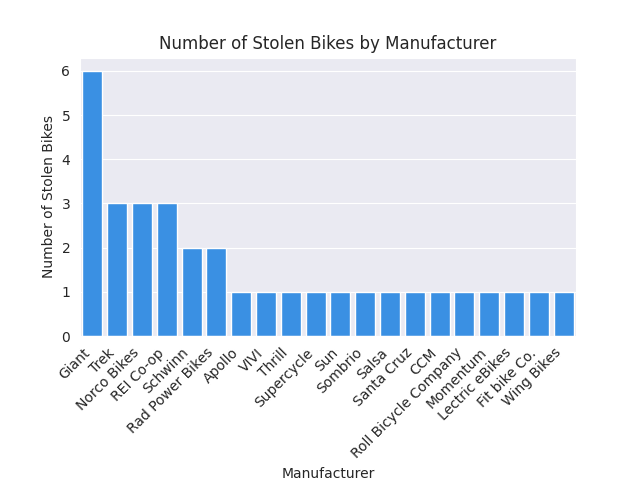 Number of Stolen Bikes by Manufacturer
Number of Stolen Bikes
6
5
4
3
2
1
0
Giant
Trek
Norco Bikes
REI Co-op
Schwinn
Rad Power Bikes
Apollo
VIVI
Thrill
Supercycle
Sun
Sombrio
Salsa
Santa Cruz
CCM
Roll Bicycle Company
Momentum
Lectric eBikes
Fit bike Co.
Wing Bikes
Manufacturer